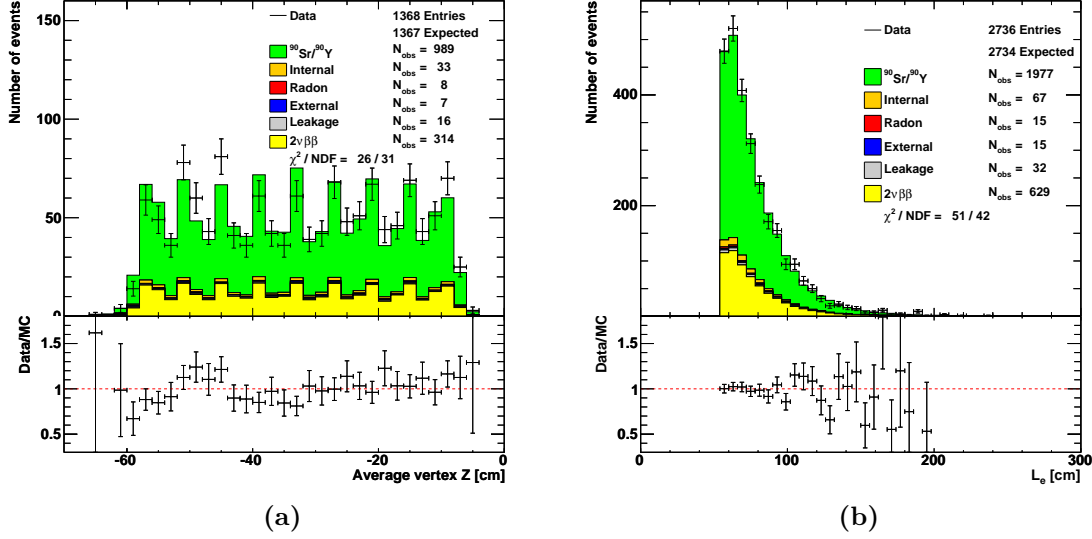 Number of events
150
100
50
0
Data
1368 Entries
1367 Expected
⁹⁰Sr/⁹⁰Y
N_obs = 989
Internal
N_obs = 33
Radon
N_obs = 8
External
N_obs = 7
Leakage
N_obs = 16
2νββ
N_obs = 314
χ² / NDF = 26 / 31
Data/MC
1.5
1
0.5
-60
-40
-20
0
Average vertex Z [cm]
(a)
Number of events
400
200
Data
2736 Entries
2734 Expected
⁹⁰Sr/⁹⁰Y
N_obs = 1977
Internal
N_obs = 67
Radon
N_obs = 15
External
N_obs = 15
Leakage
N_obs = 32
2νββ
N_obs = 629
χ² / NDF = 51 / 42
Data/MC
1.5
1
0.5
0
100
200
300
L_e [cm]
(b)